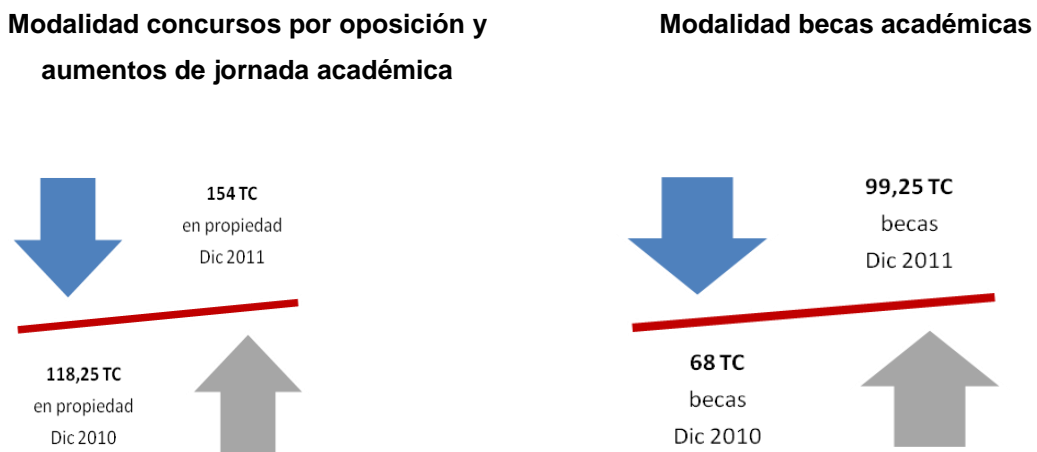 Modalidad concursos por oposición y
aumentos de jornada académica
154 TC
en propiedad
Dic 2011
118,25 TC
en propiedad
Dic 2010
Modalidad becas académicas
99,25 TC
becas
Dic 2011
68 TC
becas
Dic 2010